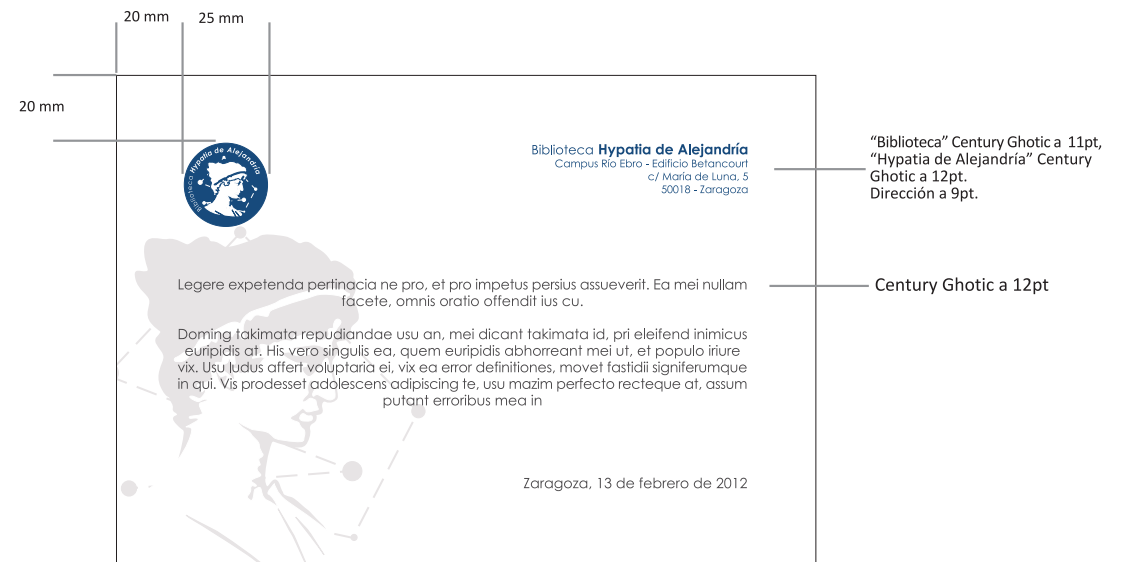 20 mm
25 mm
20 mm
Biblioteca Hypatia de Alejandría
Biblioteca Hypatia de Alejandría
Campus Río Ebro - Edificio Betancourt
c/ María de Luna, 5
50018 - Zaragoza
“Biblioteca” Century Ghotic a 11pt,
“Hypatia de Alejandría” Century
Ghotic a 12pt.
Dirección a 9pt.
Legere expetenda pertinacia ne pro, et pro impetus persius assueverit. Ea mei nullam
facete, omnis oratio offendit ius cu.
Century Ghotic a 12pt
Doming takimata repudiandae usu an, mei dicant takimata id, pri eleifend inimicus
euripidis at. His vero singulis ea, quem euripidis abhorreant mei ut, et populo iriure
vix. Usu ludus affert voluptaria ei, vix ea error definitiones, movet fastidii signiferumque
in qui. Vis prodesset adolescens adipiscing te, usu mazim perfecto recteque at, assum
putant erroribus mea in
Zaragoza, 13 de febrero de 2012